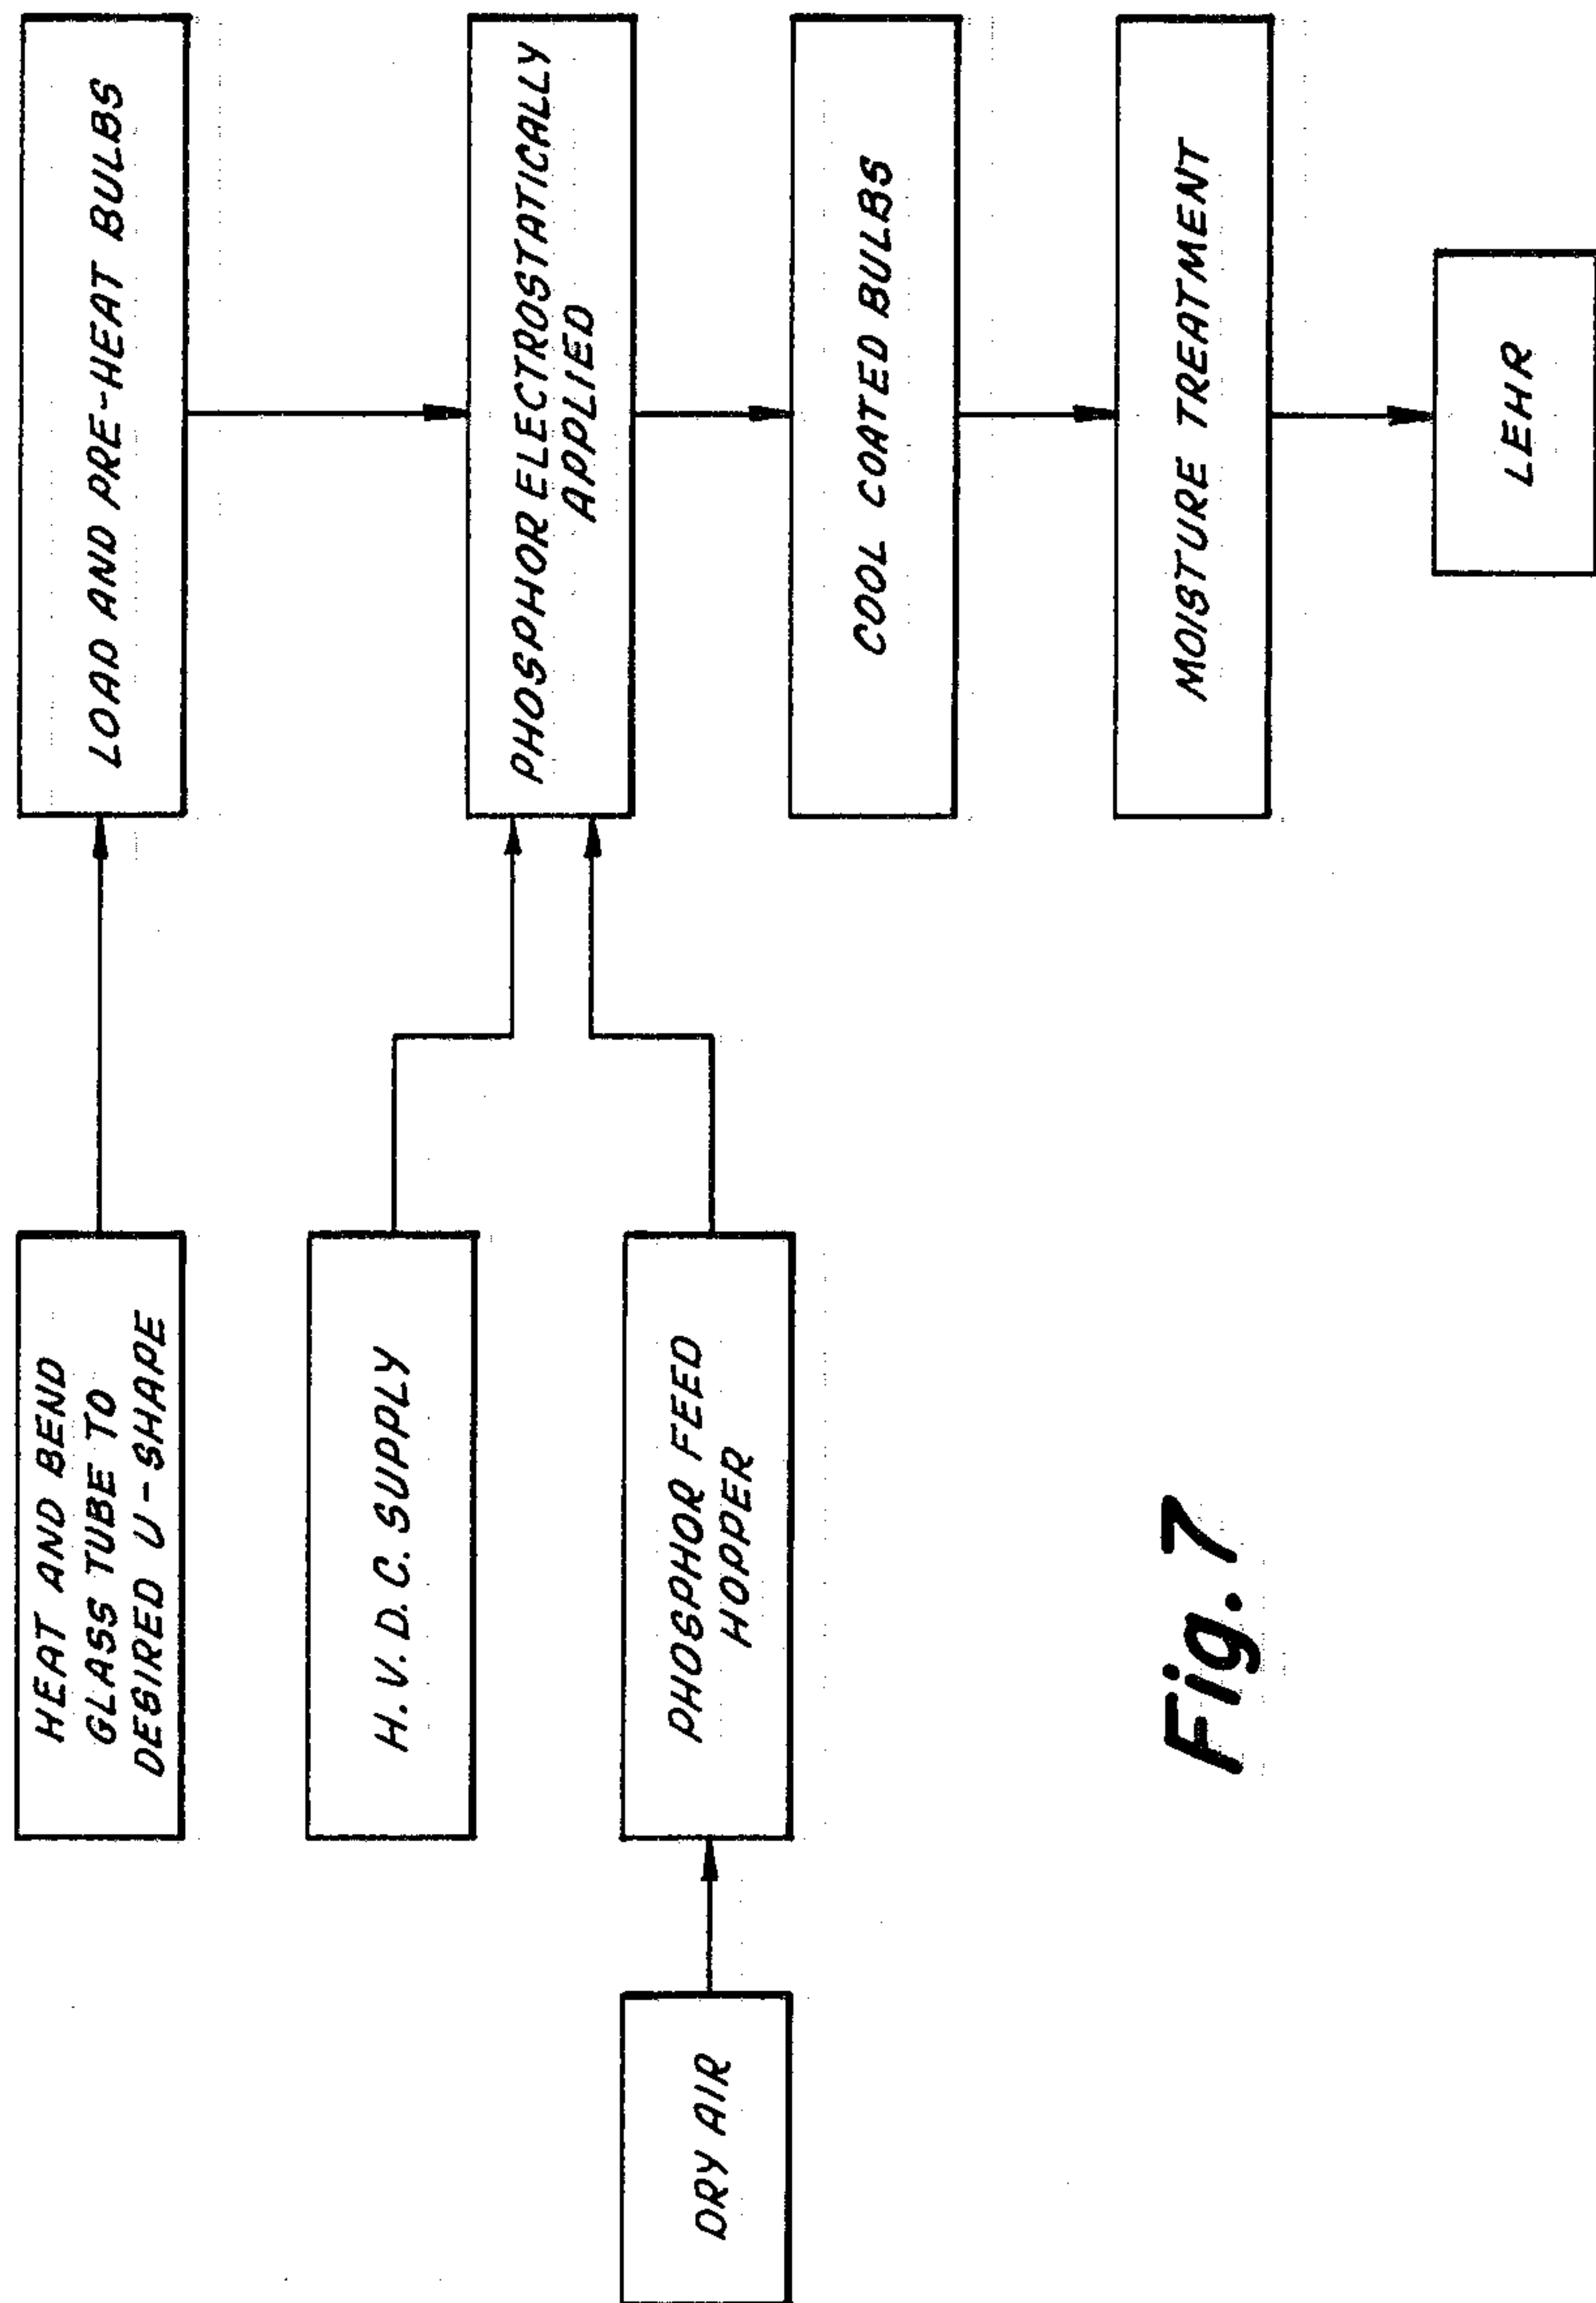 HEAT AND BEND
GLASS TUBE TO
DESIRED U-SHAPE
LOAD AND PRE-HEAT BULBS
H. V. D. C. SUPPLY
PHOSPHOR ELECTROSTATICALLY
APPLIED
DRY AIR
PHOSPHOR FEED
HOPPER
COOL COATED BULBS
MOISTURE TREATMENT
LEHR
Fig. 7